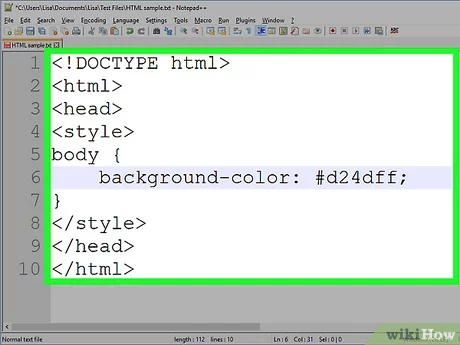 *C:\Users\Lisa\Documents\Lisa\Test Files\HTML sample.txt - Notepad++
File Edit Search View Encoding Language Settings Tools Macro Run Plugins Window ?
HTML sample.txt
1 <!DOCTYPE html>
2 <html>
3 <head>
4 <style>
5 body {
6 background-color: #d24dff;
7 }
8 </style>
9 </head>
10 </html>
Normal text file length : 112 lines : 10 Ln : 6 Col : 31 Sel : 0 | 0
wikiHow